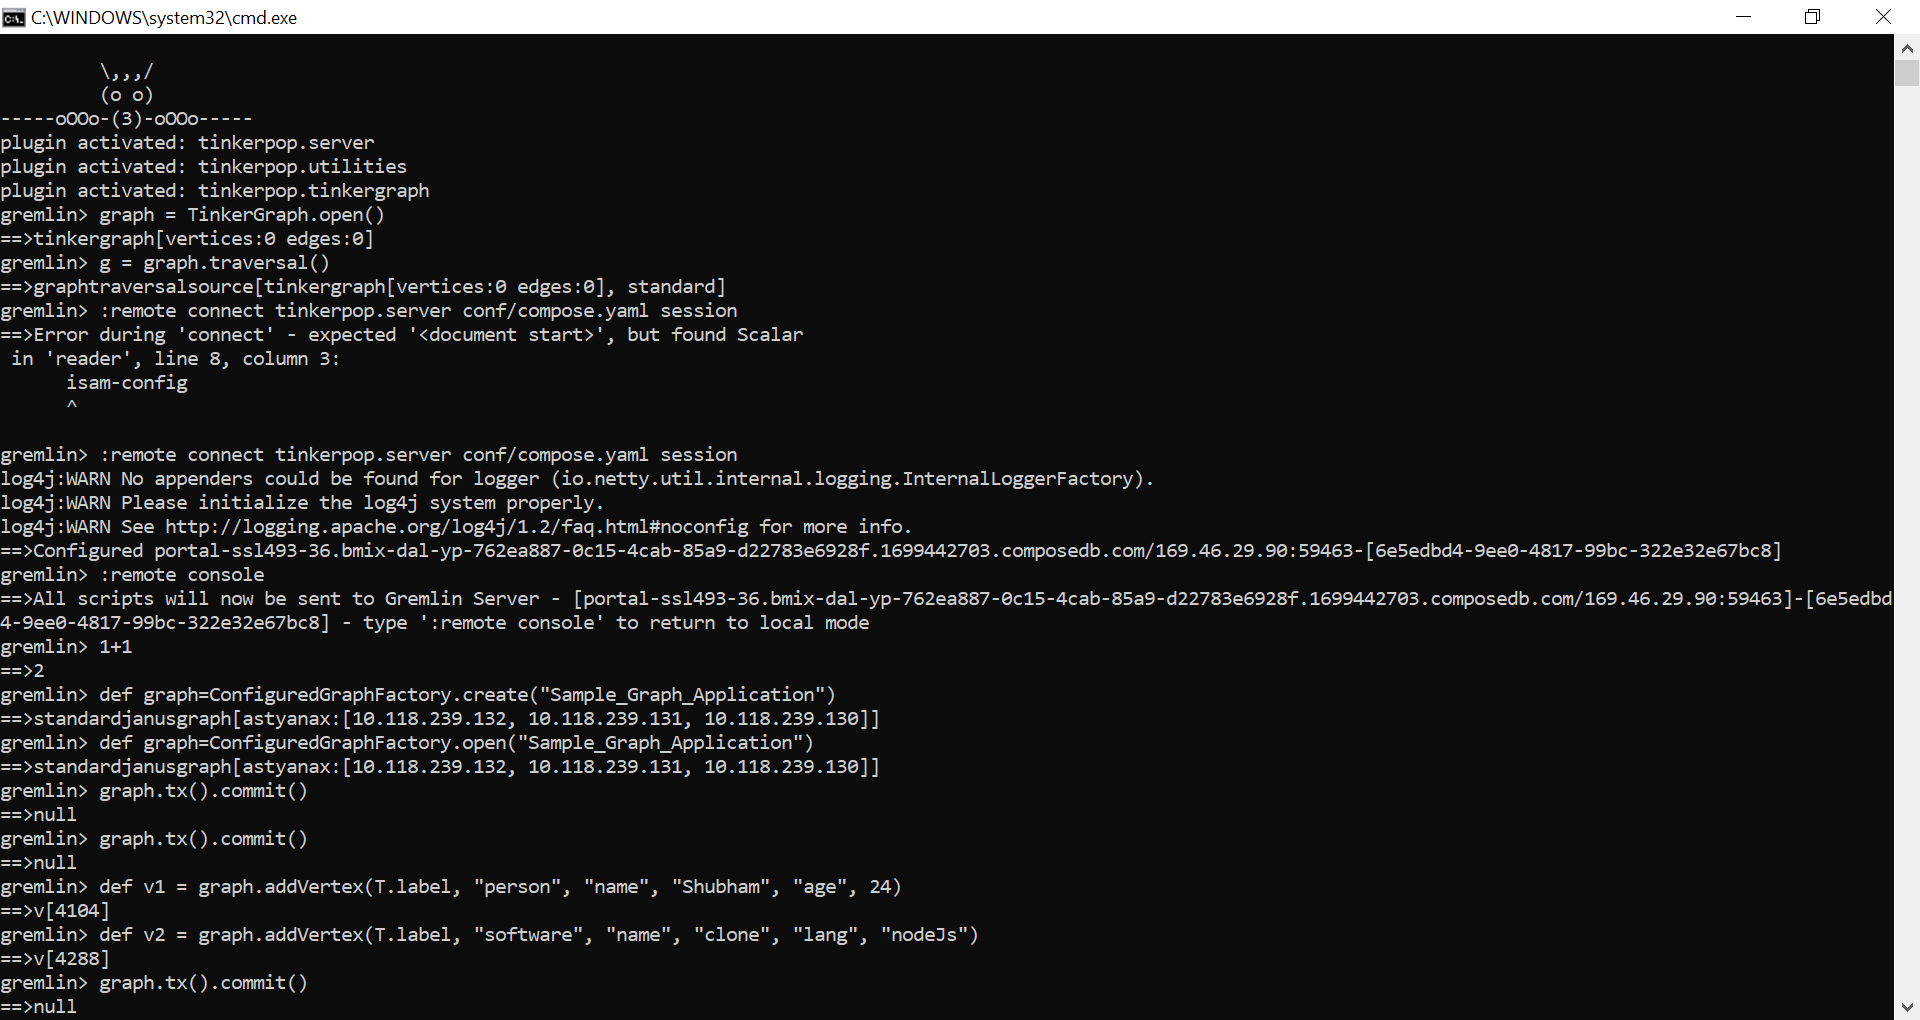 C:\WINDOWS\system32\cmd.exe
\,,,/
(o o)
-----oOOo-(3)-oOOo-----
plugin activated: tinkerpop.server
plugin activated: tinkerpop.utilities
plugin activated: tinkerpop.tinkergraph
gremlin> graph = TinkerGraph.open()
==>tinkergraph[vertices:0 edges:0]
gremlin> g = graph.traversal()
==>graphtraversalsource[tinkergraph[vertices:0 edges:0], standard]
gremlin> :remote connect tinkerpop.server conf/compose.yaml session
==>Error during 'connect' - expected '<document start>', but found Scalar
 in 'reader', line 8, column 3:
      isam-config
      ^
gremlin> :remote connect tinkerpop.server conf/compose.yaml session
log4j:WARN No appenders could be found for logger (io.netty.util.internal.logging.InternalLoggerFactory).
log4j:WARN Please initialize the log4j system properly.
log4j:WARN See http://logging.apache.org/log4j/1.2/faq.html#noconfig for more info.
==>Configured portal-ssl493-36.bmix-dal-yp-762ea887-0c15-4cab-85a9-d22783e6928f.1699442703.composedb.com/169.46.29.90:59463-[6e5edbd4-9ee0-4817-99bc-322e32e67bc8]
gremlin> :remote console
==>All scripts will now be sent to Gremlin Server - [portal-ssl493-36.bmix-dal-yp-762ea887-0c15-4cab-85a9-d22783e6928f.1699442703.composedb.com/169.46.29.90:59463]-[6e5edbd
4-9ee0-4817-99bc-322e32e67bc8] - type ':remote console' to return to local mode
gremlin> 1+1
==>2
gremlin> def graph=ConfiguredGraphFactory.create("Sample_Graph_Application")
==>standardjanusgraph[astyanax:[10.118.239.132, 10.118.239.131, 10.118.239.130]]
gremlin> def graph=ConfiguredGraphFactory.open("Sample_Graph_Application")
==>standardjanusgraph[astyanax:[10.118.239.132, 10.118.239.131, 10.118.239.130]]
gremlin> graph.tx().commit()
==>null
gremlin> graph.tx().commit()
==>null
gremlin> def v1 = graph.addVertex(T.label, "person", "name", "Shubham", "age", 24)
==>v[4104]
gremlin> def v2 = graph.addVertex(T.label, "software", "name", "clone", "lang", "nodeJs")
==>v[4288]
gremlin> graph.tx().commit()
==>null